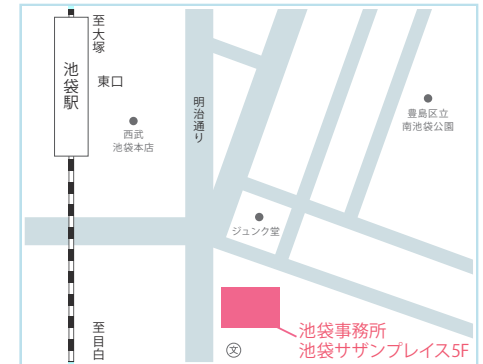 至大塚
池袋駅
東口
西武
池袋本店
明治通り
豊島区立
南池袋公園
ジュンク堂
至目白
文
池袋事務所
池袋サザンプレイス5F